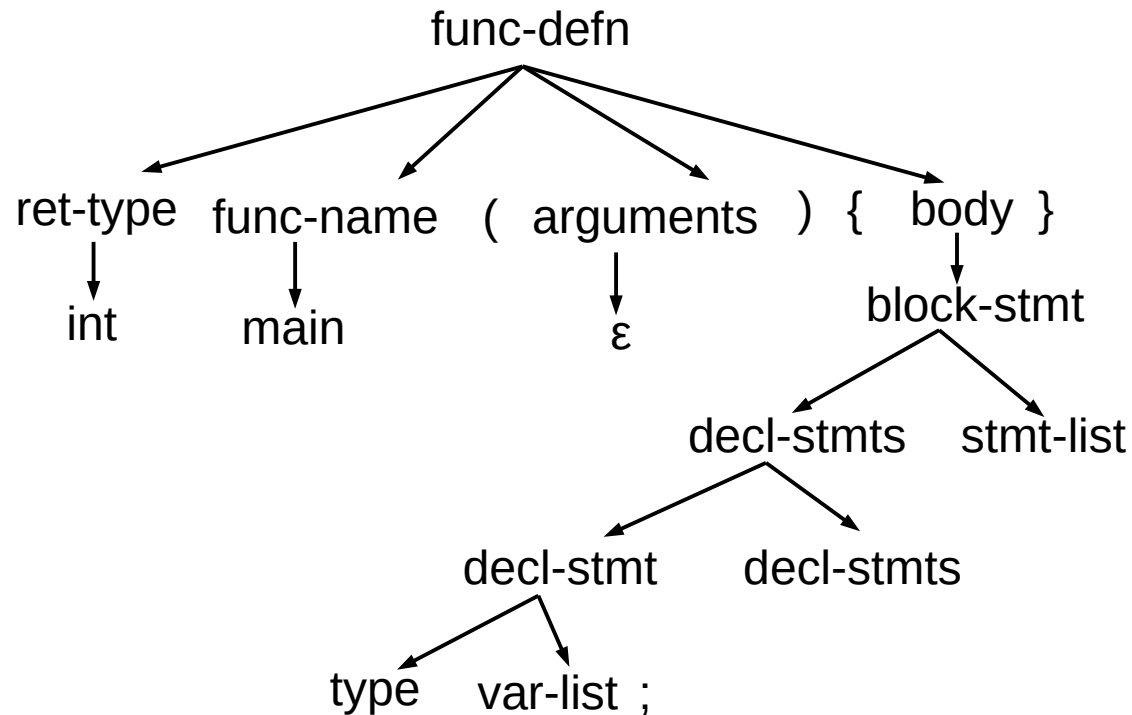 func-defn
ret-type func-name ( arguments ) { body }
int main ε block-stmt
decl-stmts stmt-list
decl-stmt decl-stmts
type var-list ;